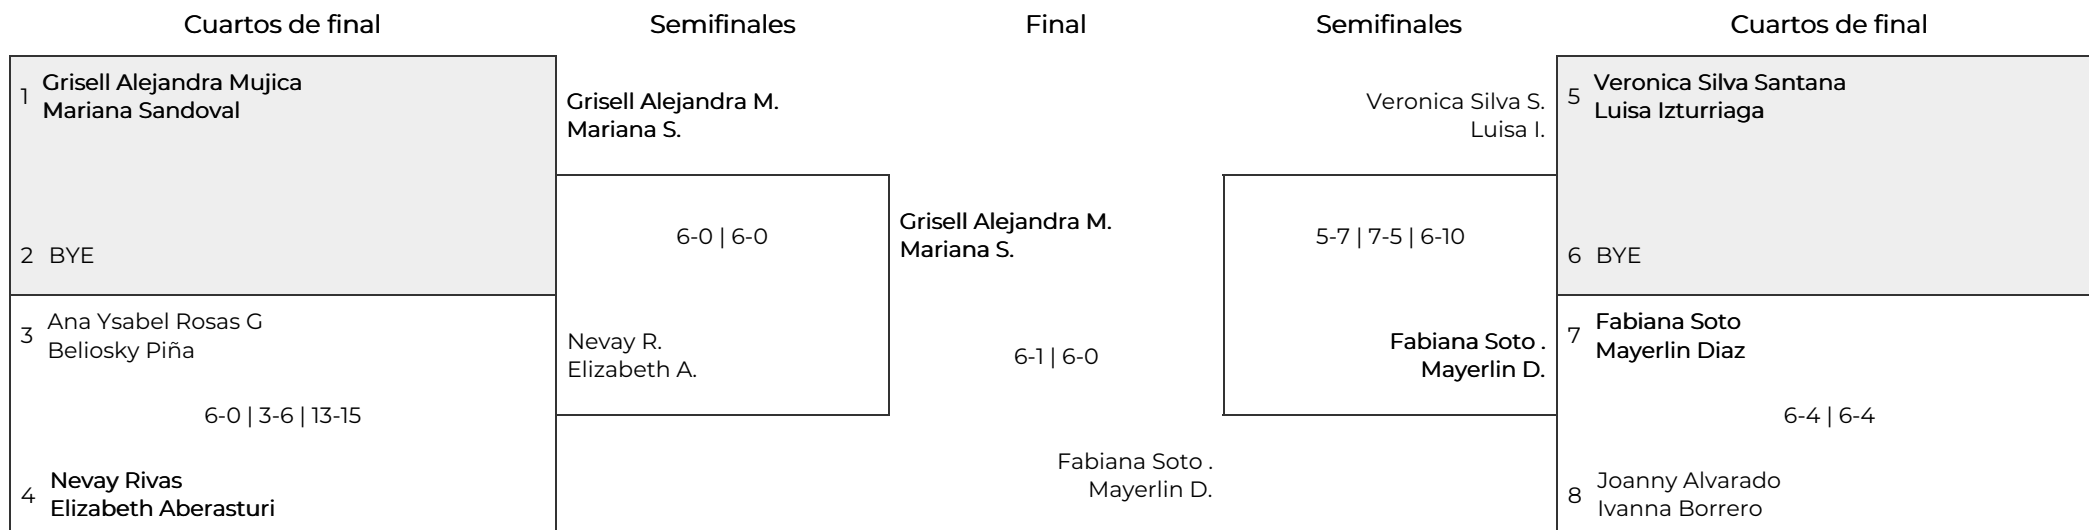 Cuartos de final
Semifinales
Final
Semifinales
Cuartos de final
1
Grisell Alejandra Mujica
Mariana Sandoval
2 BYE
3
Ana Ysabel Rosas G
Beliosky Piña
6-0 | 3-6 | 13-15
4
Nevay Rivas
Elizabeth Aberasturi
Grisell Alejandra M.
Mariana S.
6-0 | 6-0
Nevay R.
Elizabeth A.
Grisell Alejandra M.
Mariana S.
6-1 | 6-0
Fabiana Soto .
Mayerlin D.
Veronica Silva S.
Luisa I.
5-7 | 7-5 | 6-10
Fabiana Soto .
Mayerlin D.
5
Veronica Silva Santana
Luisa Izturriaga
6 BYE
7
Fabiana Soto
Mayerlin Diaz
6-4 | 6-4
8
Joanny Alvarado
Ivanna Borrero